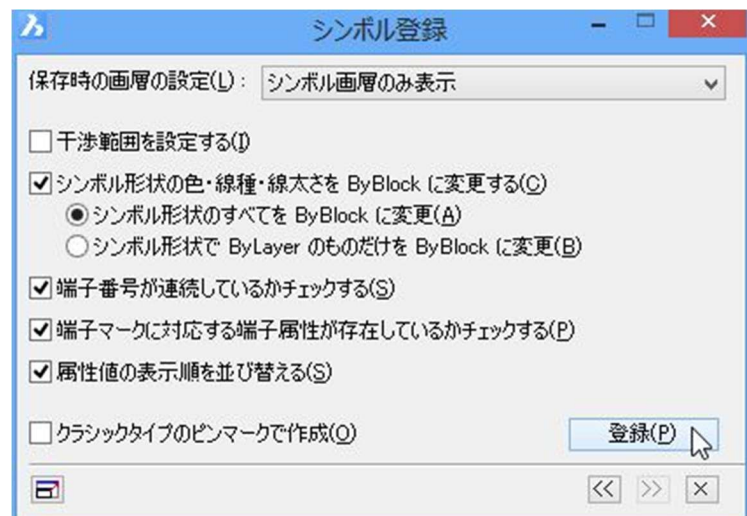 シンボル登録
保存時の画層の設定(L): シンボル画層のみ表示
干渉範囲を設定する(I)
シンボル形状の色・線種・線太さを ByBlock に変更する(C)
シンボル形状のすべてを ByBlock に変更(A)
シンボル形状で ByLayer のものだけを ByBlock に変更(B)
端子番号が連続しているかチェックする(S)
端子マークに対応する端子属性が存在しているかチェックする(P)
属性値の表示順を並び替える(S)
クラシックタイプのピンマークで作成(O) 登録(P)